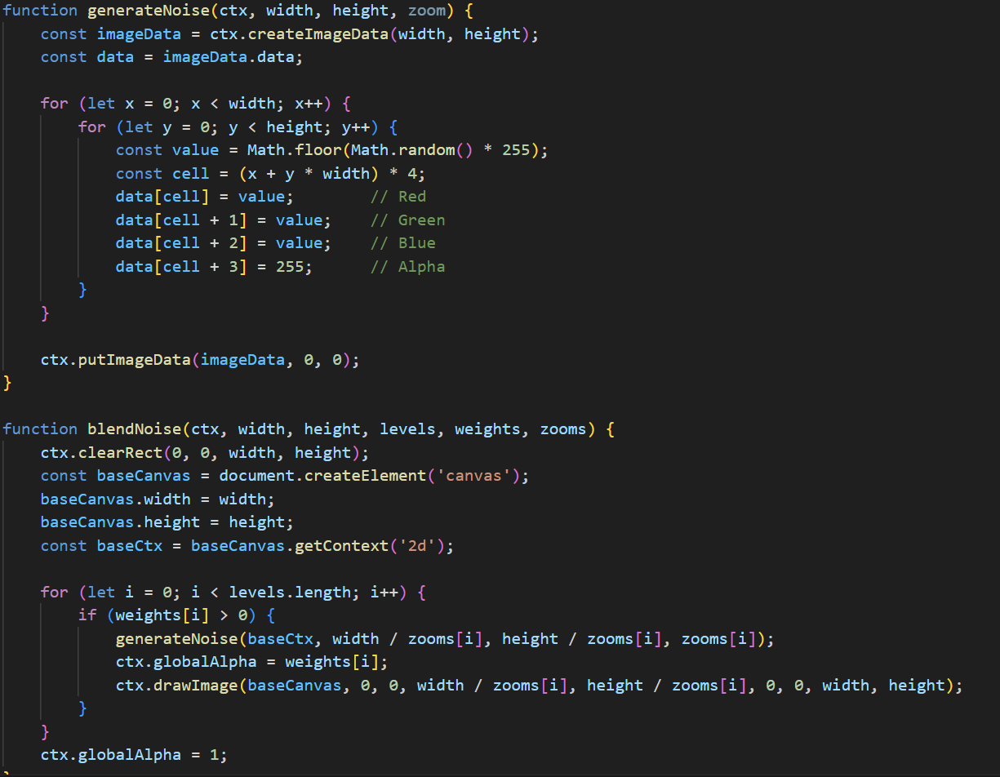 function generateNoise(ctx, width, height, zoom) {
    const imageData = ctx.createImageData(width, height);
    const data = imageData.data;

    for (let x = 0; x < width; x++) {
        for (let y = 0; y < height; y++) {
            const value = Math.floor(Math.random() * 255);
            const cell = (x + y * width) * 4;
            data[cell] = value;        // Red
            data[cell + 1] = value;    // Green
            data[cell + 2] = value;    // Blue
            data[cell + 3] = 255;      // Alpha
        }
    }

    ctx.putImageData(imageData, 0, 0);
}

function blendNoise(ctx, width, height, levels, weights, zooms) {
    ctx.clearRect(0, 0, width, height);
    const baseCanvas = document.createElement('canvas');
    baseCanvas.width = width;
    baseCanvas.height = height;
    const baseCtx = baseCanvas.getContext('2d');

    for (let i = 0; i < levels.length; i++) {
        if (weights[i] > 0) {
            generateNoise(baseCtx, width / zooms[i], height / zooms[i], zooms[i]);
            ctx.globalAlpha = weights[i];
            ctx.drawImage(baseCanvas, 0, 0, width / zooms[i], height / zooms[i], 0, 0, width, height);
        }
    }
    ctx.globalAlpha = 1;